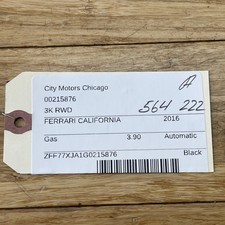 City Motors Chicago
A
00215876
3K RWD
564 222
FERRARI CALIFORNIA 2016
Gas 3.90 Automatic
ZFF77XJA1G0215876 Black